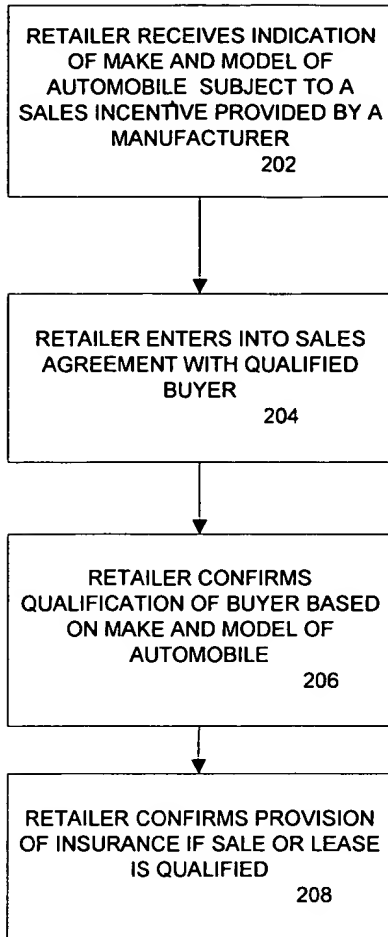 RETAILER RECEIVES INDICATION
OF MAKE AND MODEL OF
AUTOMOBILE SUBJECT TO A
SALES INCENTIVE PROVIDED BY A
MANUFACTURER
202
RETAILER ENTERS INTO SALES
AGREEMENT WITH QUALIFIED
BUYER
204
RETAILER CONFIRMS
QUALIFICATION OF BUYER BASED
ON MAKE AND MODEL OF
AUTOMOBILE
206
RETAILER CONFIRMS PROVISION
OF INSURANCE IF SALE OR LEASE
IS QUALIFIED
208